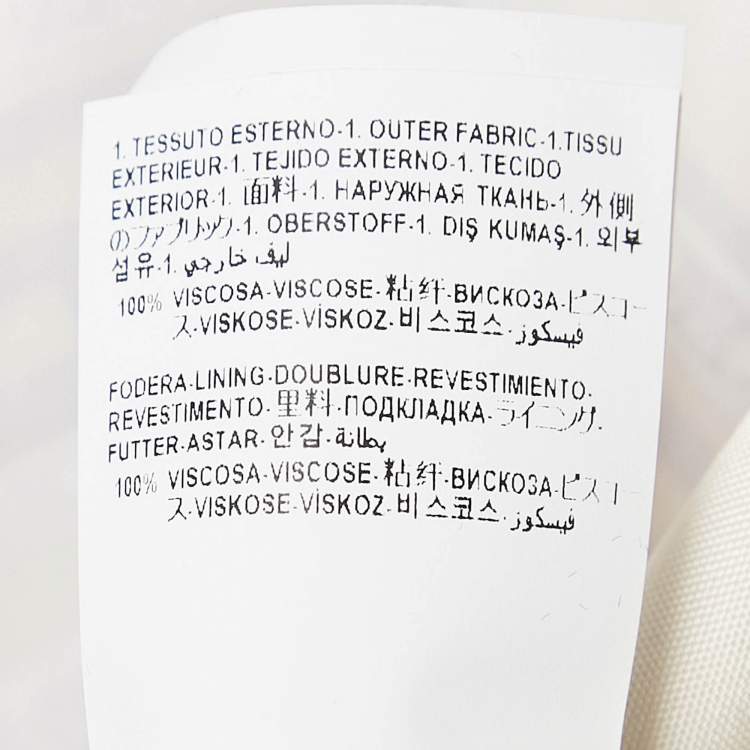 1. TESSUTO ESTERNO-1. OUTER FABRIC-1.TISSU
EXTERIEUR-1. TEJIDO EXTERNO-1. TECIDO
EXTERIOR-1. 面料-1. НАРУЖНАЯ ТКАНЬ-1. 外側
のファブリック-1. OBERSTOFF-1. DIŞ KUMAŞ-1. 외부
섬유-1. ليف خارجي
100% VISCOSA-VISCOSE-粘纤-ВИСКОЗА-ビスコー
ス-VISKOSE-VİSKOZ-비스코스-فيسكوز
FODERA-LINING-DOUBLURE-REVESTIMIENTO-
REVESTIMENTO-里料-ПОДКЛАДКА-ライニング-
FUTTER-ASTAR-안감-بطانة
100% VISCOSA-VISCOSE-粘纤-ВИСКОЗА-ビスコー
ス-VISKOSE-VİSKOZ-비스코스-فيسكوز